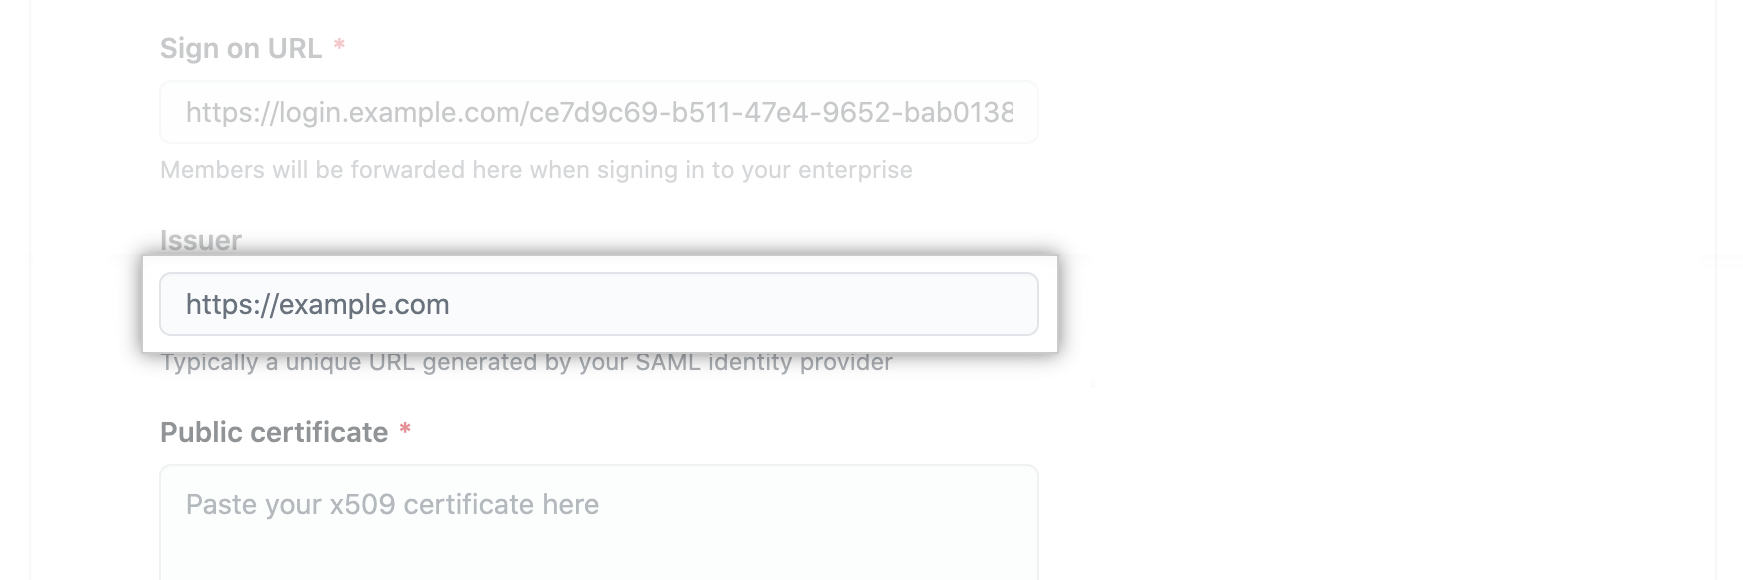 Sign on URL *
https://login.example.com/ce7d9c69-b511-47e4-9652-bab0138
Members will be forwarded here when signing in to your enterprise
Issuer
https://example.com
Typically a unique URL generated by your SAML identity provider
Public certificate *
Paste your x509 certificate here